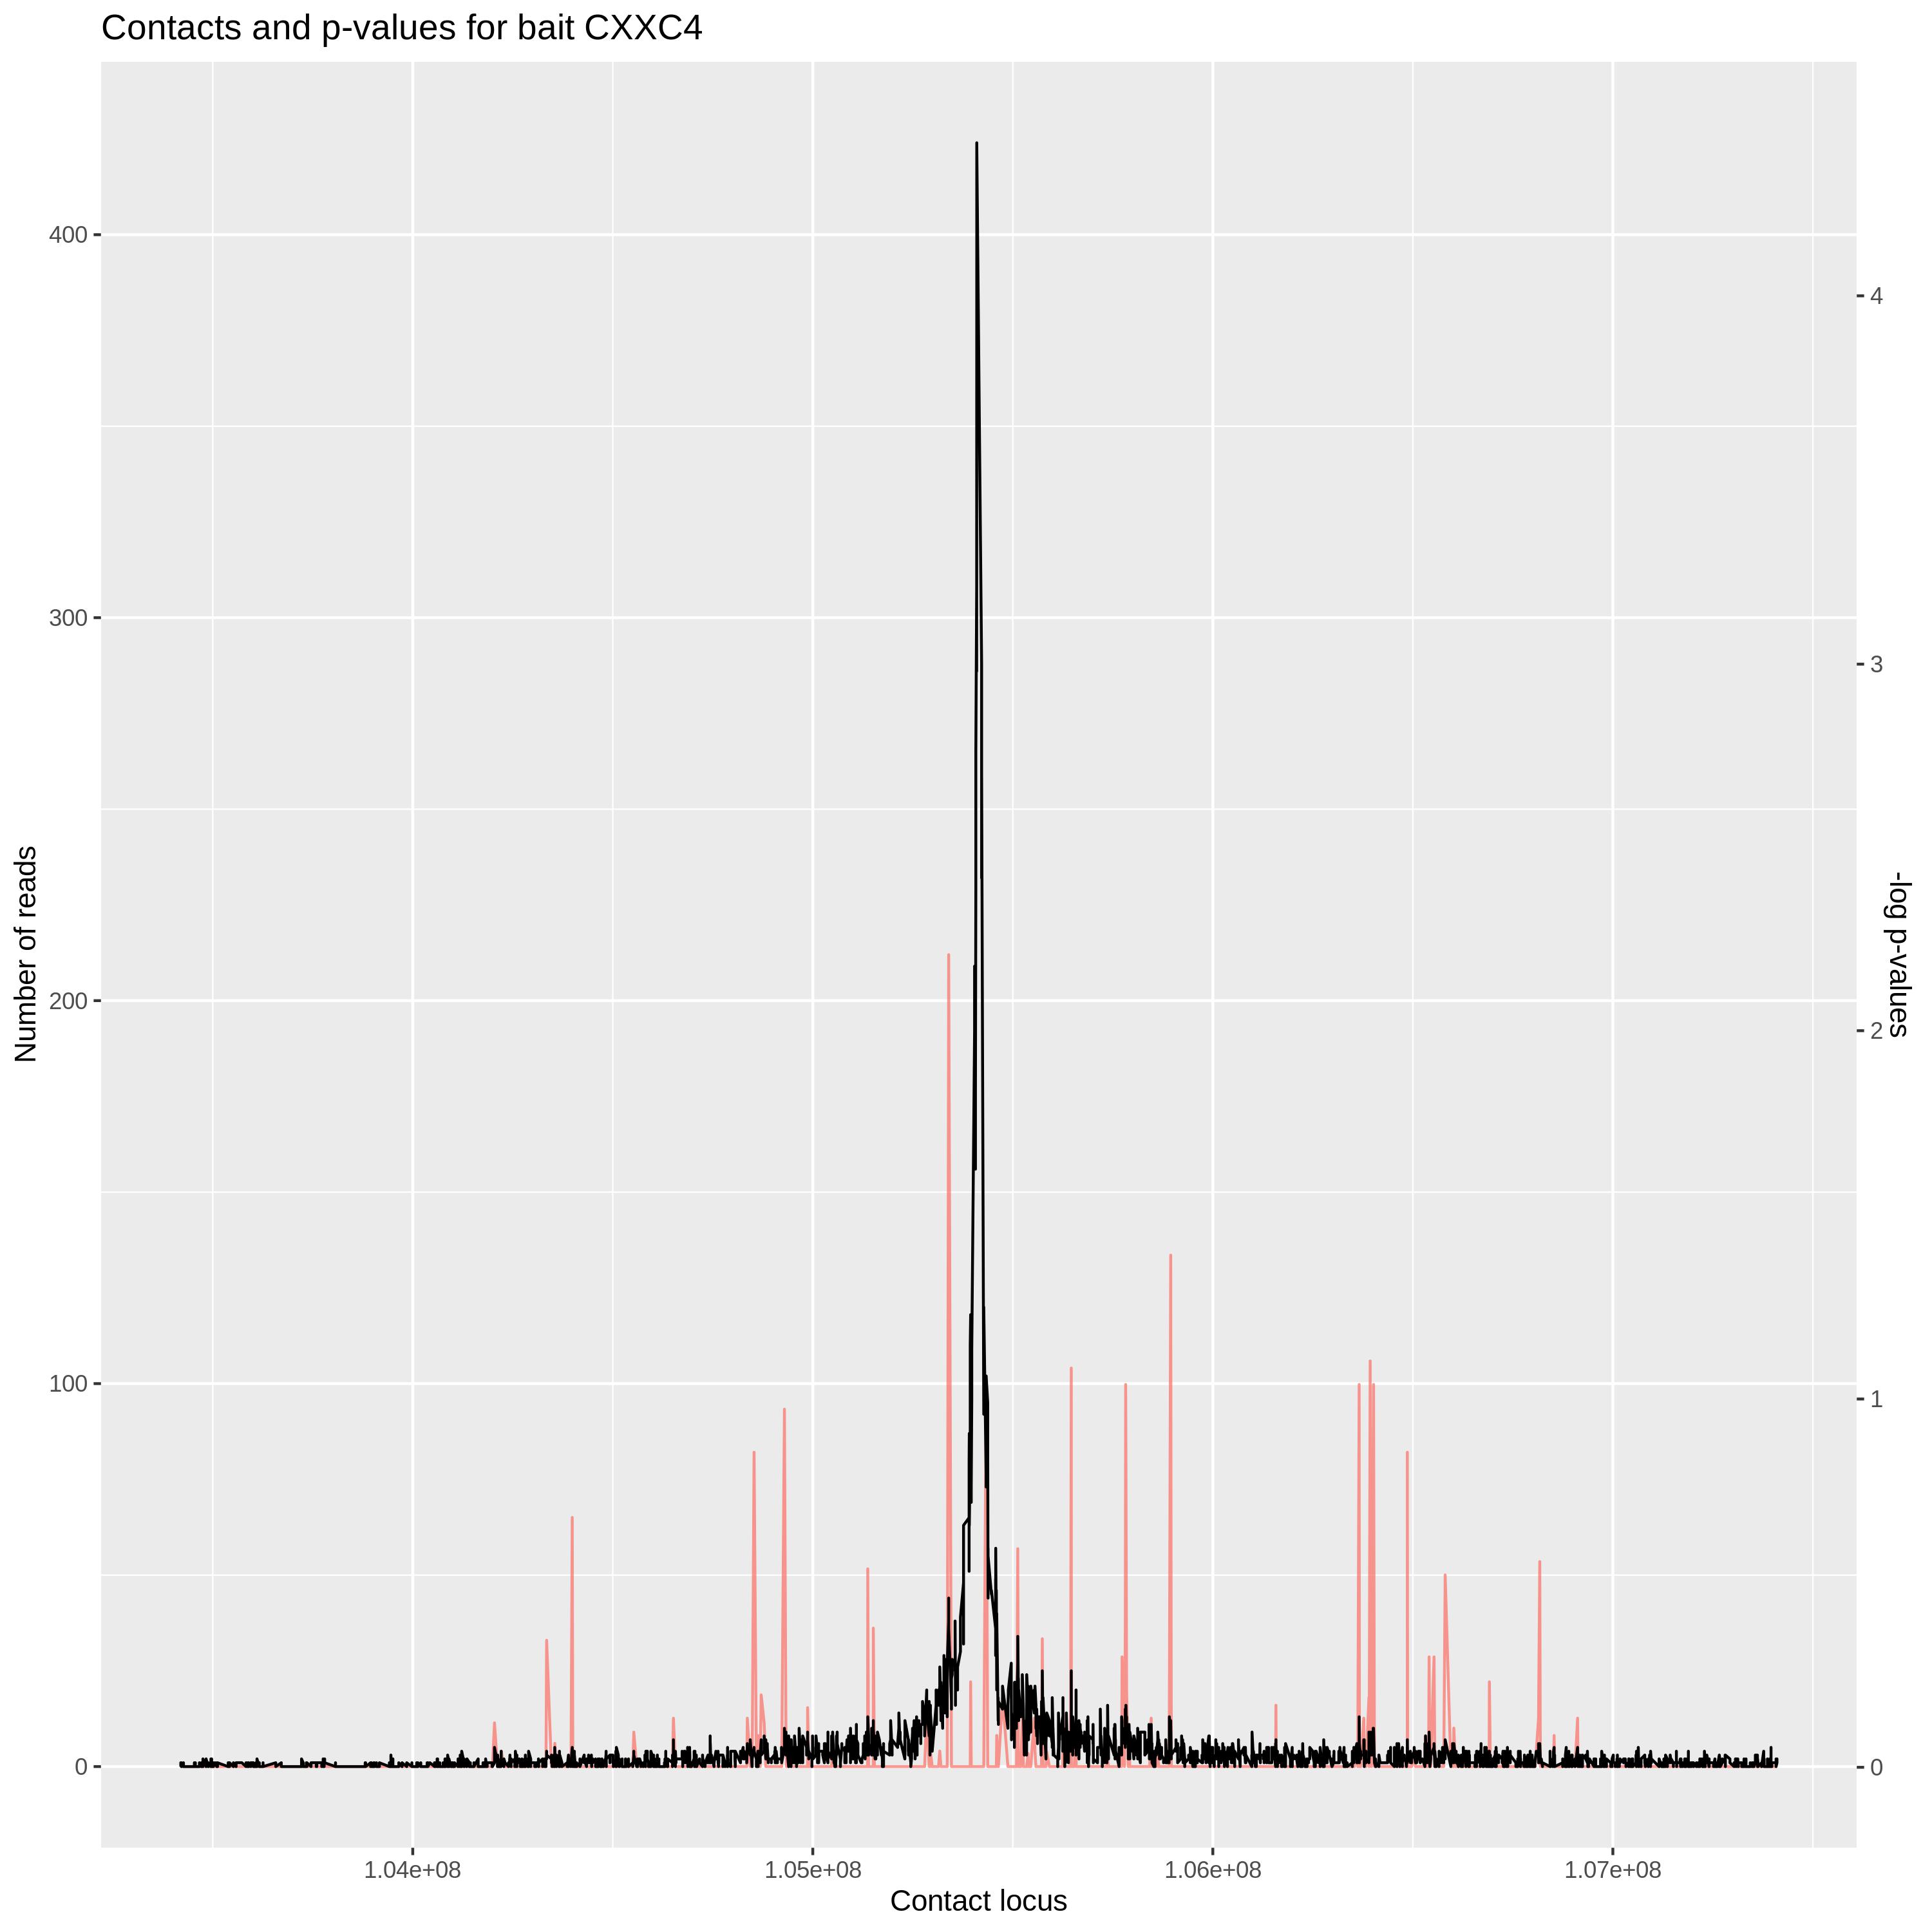 Contacts and p-values for bait CXXC4
400
300
200
100
0
4
3
2
1
0
Number of reads
-log p-values
1.04e+08
1.05e+08
1.06e+08
1.07e+08
Contact locus